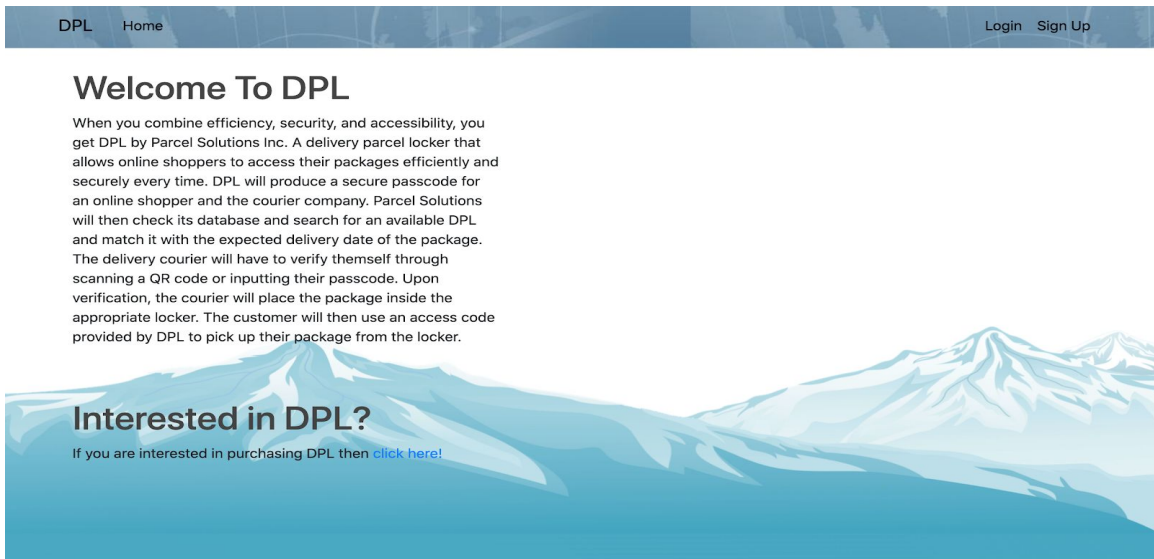 DPL Home Login Sign Up
Welcome To DPL
When you combine efficiency, security, and accessibility, you
get DPL by Parcel Solutions Inc. A delivery parcel locker that
allows online shoppers to access their packages efficiently and
securely every time. DPL will produce a secure passcode for
an online shopper and the courier company. Parcel Solutions
will then check its database and search for an available DPL
and match it with the expected delivery date of the package.
The delivery courier will have to verify themself through
scanning a QR code or inputting their passcode. Upon
verification, the courier will place the package inside the
appropriate locker. The customer will then use an access code
provided by DPL to pick up their package from the locker.
Interested in DPL?
If you are interested in purchasing DPL then click here!